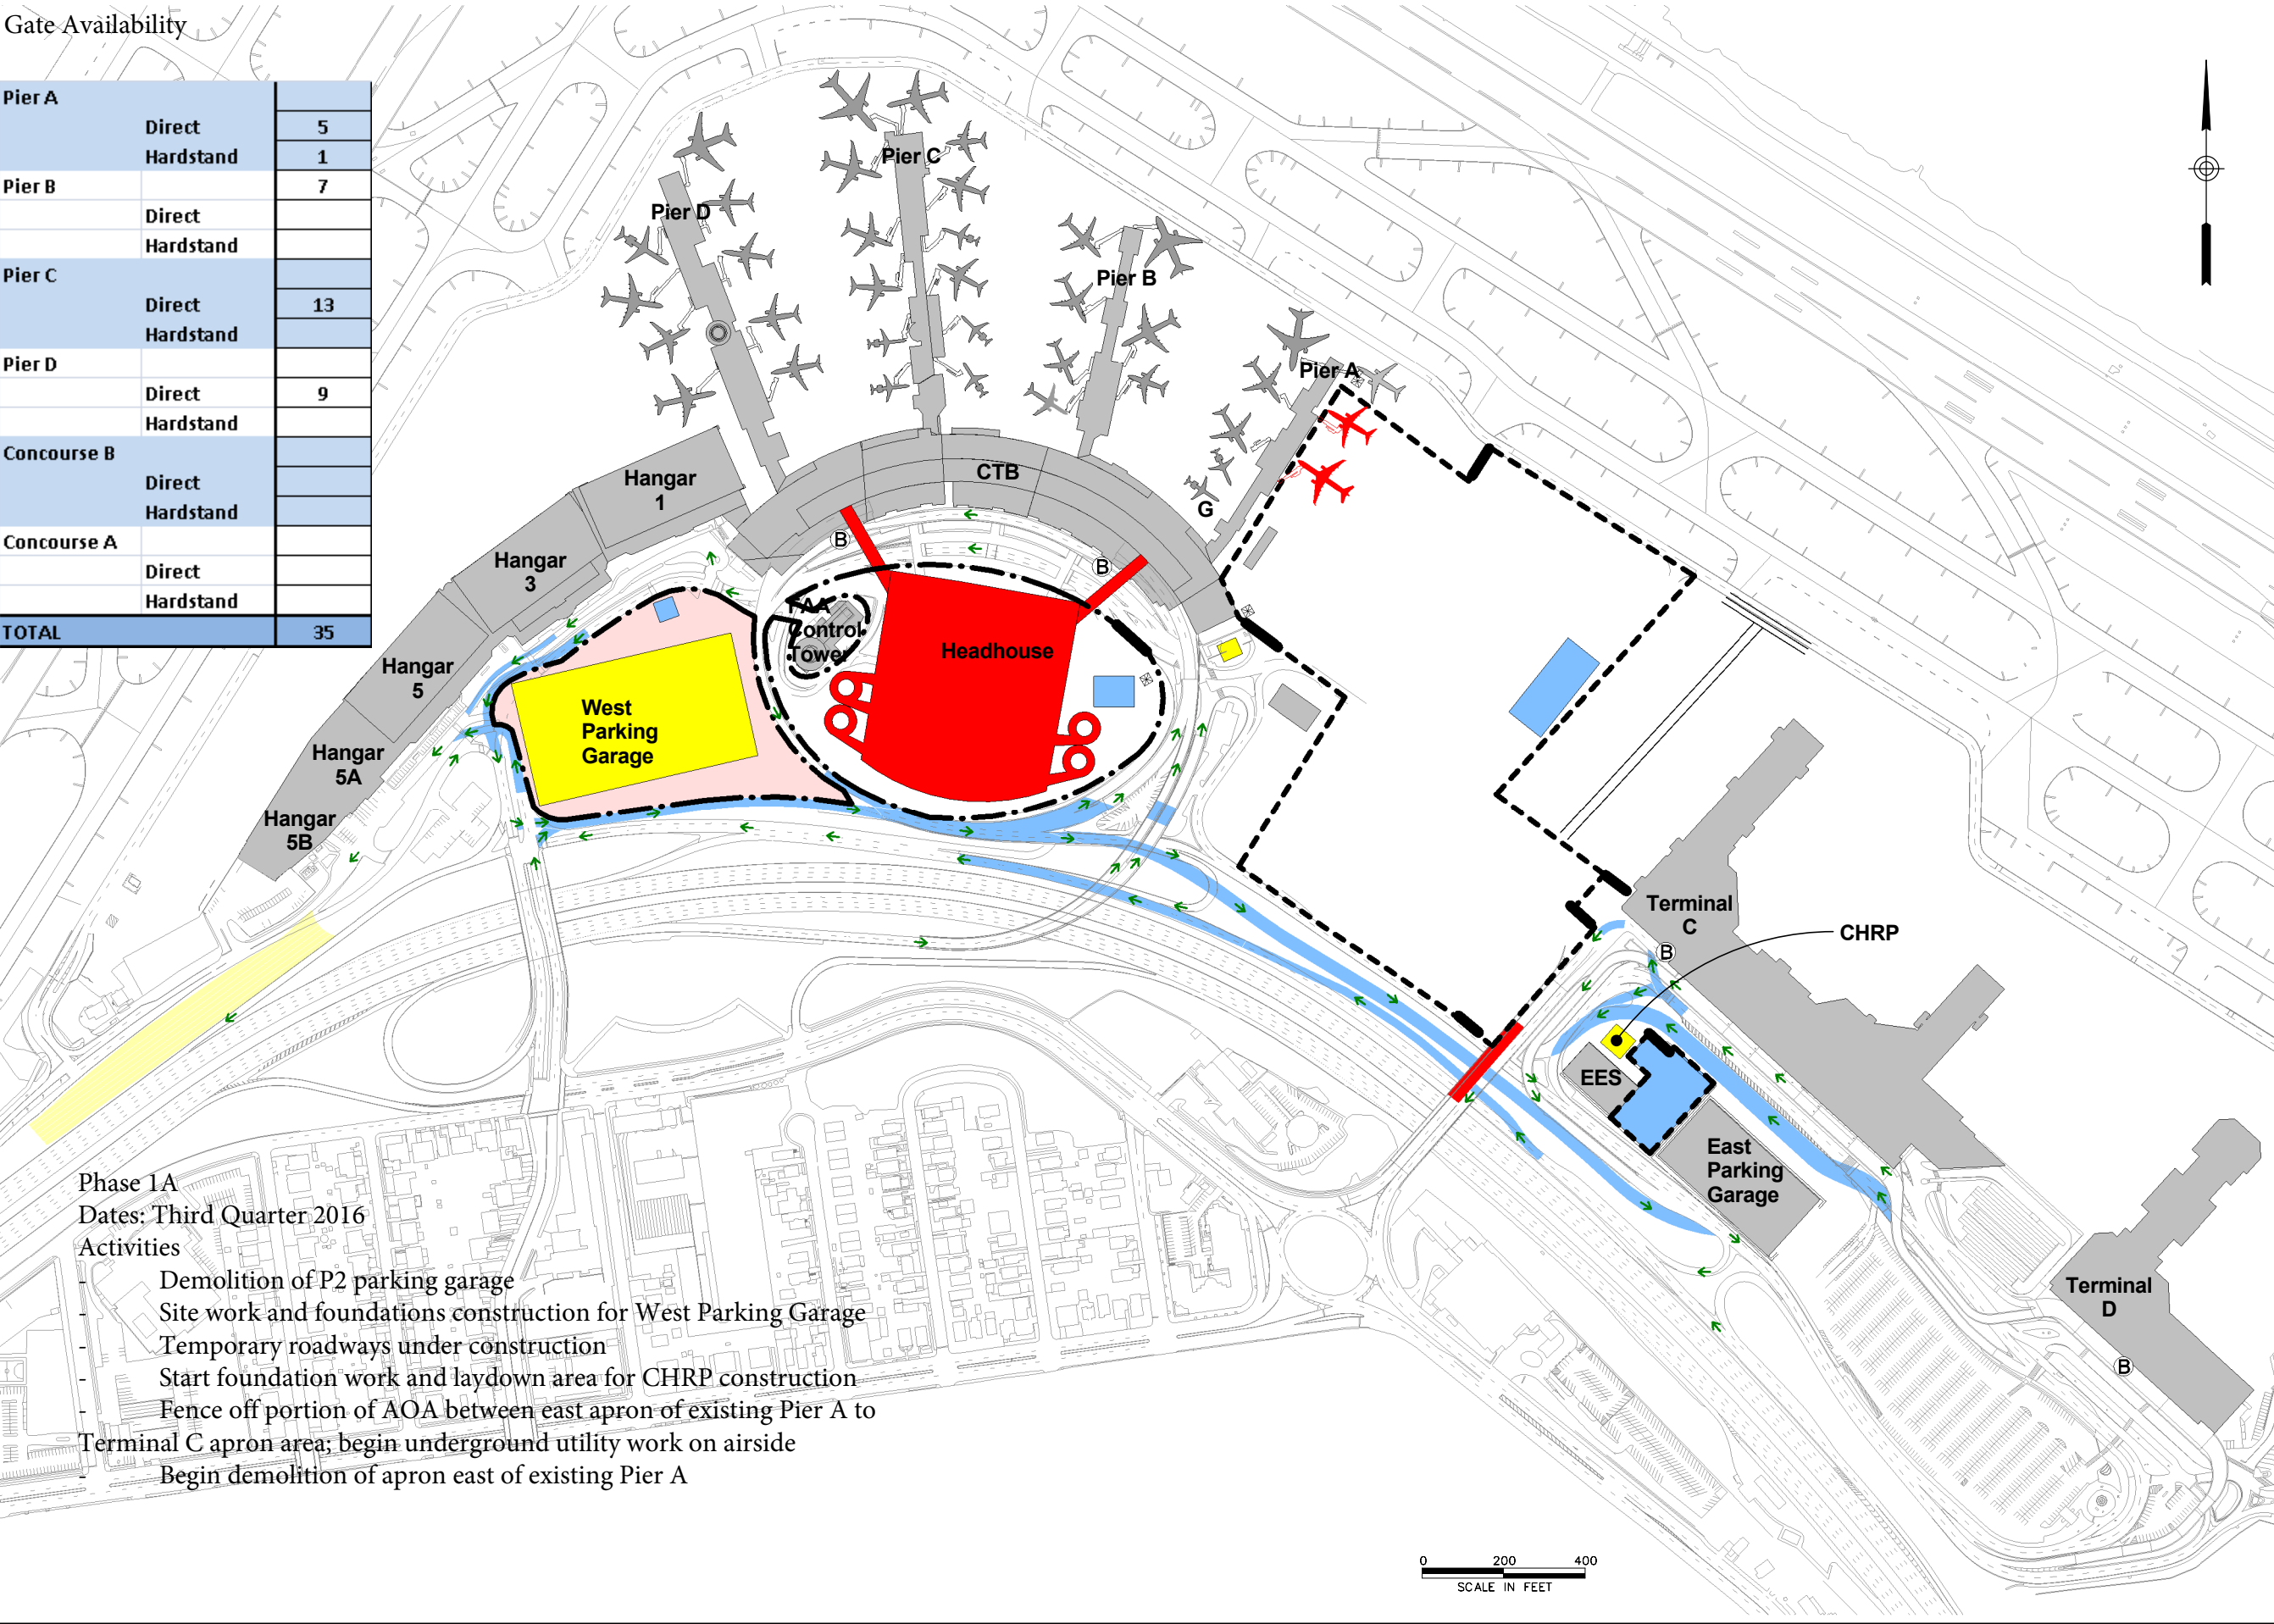 Gate Availability
Pier A
Direct 5
Hardstand 1
Pier B 7
Direct
Hardstand
Pier C
Direct 13
Hardstand
Pier D
Direct 9
Hardstand
Concourse B
Direct
Hardstand
Concourse A
Direct
Hardstand
TOTAL 35
Pier C
Pier D
Pier B
Pier A
CTB
G
Hangar
1
Hangar
3
Hangar
5
Hangar
5A
Hangar
5B
B
B
FAA
Control
Tower
Headhouse
West
Parking
Garage
Terminal
C
B
CHRP
EES
East
Parking
Garage
Terminal
D
B
Phase 1A
Dates: Third Quarter 2016
Activities
- Demolition of P2 parking garage
- Site work and foundations construction for West Parking Garage
- Temporary roadways under construction
- Start foundation work and laydown area for CHRP construction
- Fence off portion of AOA between east apron of existing Pier A to
Terminal C apron area; begin underground utility work on airside
- Begin demolition of apron east of existing Pier A
0 200 400
SCALE IN FEET